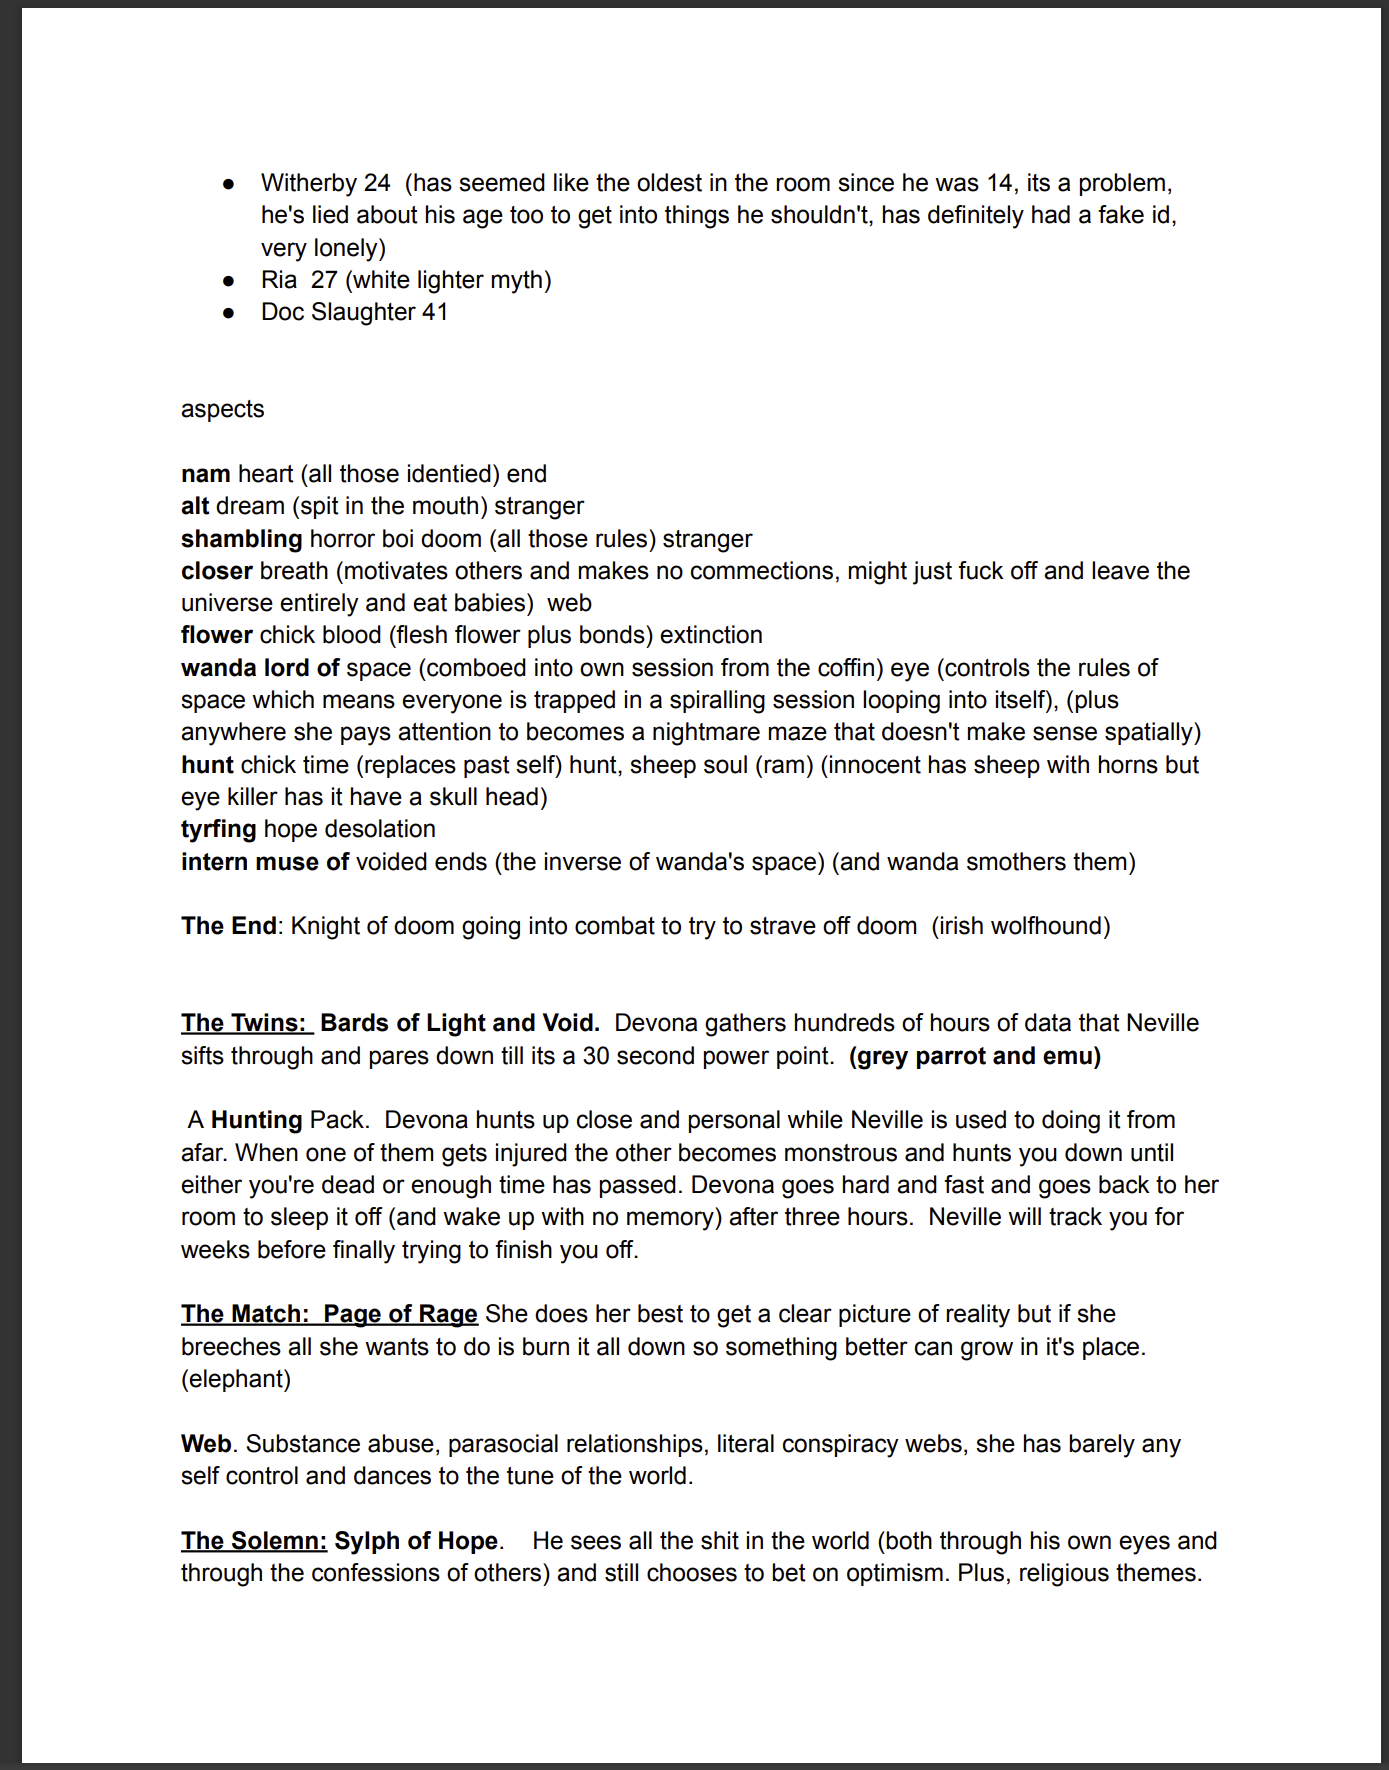 ● Witherby 24  (has seemed like the oldest in the room since he was 14, its a problem,
he's lied about his age too to get into things he shouldn't, has definitely had a fake id,
very lonely)
● Ria  27 (white lighter myth)
● Doc Slaughter 41
aspects
nam heart (all those identied) end
alt dream (spit in the mouth) stranger
shambling horror boi doom (all those rules) stranger
closer breath (motivates others and makes no commections, might just fuck off and leave the
universe entirely and eat babies)  web
flower chick blood (flesh flower plus bonds) extinction
wanda lord of space (comboed into own session from the coffin) eye (controls the rules of
space which means everyone is trapped in a spiralling session looping into itself), (plus
anywhere she pays attention to becomes a nightmare maze that doesn't make sense spatially)
hunt chick time (replaces past self) hunt, sheep soul (ram) (innocent has sheep with horns but
eye killer has it have a skull head)
tyrfing hope desolation
intern muse of voided ends (the inverse of wanda's space) (and wanda smothers them)
The End: Knight of doom going into combat to try to strave off doom  (irish wolfhound)
The Twins:  Bards of Light and Void.  Devona gathers hundreds of hours of data that Neville
sifts through and pares down till its a 30 second power point.  (grey parrot and emu)
A Hunting Pack.  Devona hunts up close and personal while Neville is used to doing it from
afar. When one of them gets injured the other becomes monstrous and hunts you down until
either you're dead or enough time has passed. Devona goes hard and fast and goes back to her
room to sleep it off (and wake up with no memory) after three hours.  Neville will track you for
weeks before finally trying to finish you off.
The Match:  Page of Rage She does her best to get a clear picture of reality but if she
breeches all she wants to do is burn it all down so something better can grow in it's place.
(elephant)
Web. Substance abuse, parasocial relationships, literal conspiracy webs, she has barely any
self control and dances to the tune of the world.
The Solemn: Sylph of Hope.    He sees all the shit in the world (both through his own eyes and
through the confessions of others) and still chooses to bet on optimism. Plus, religious themes.